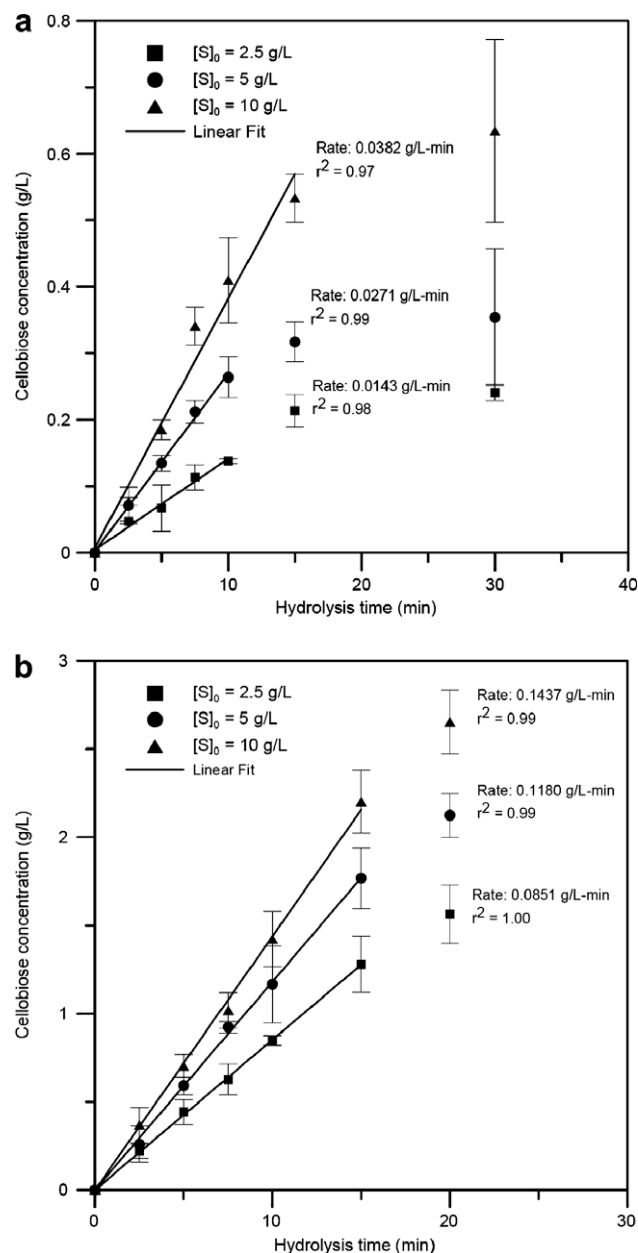 a
0.8
[S]₀ = 2.5 g/L
[S]₀ = 5 g/L
[S]₀ = 10 g/L
Linear Fit
Rate: 0.0382 g/L-min
r² = 0.97
0.6
Cellobiose concentration (g/L)
0.4
Rate: 0.0271 g/L-min
r² = 0.99
Rate: 0.0143 g/L-min
r² = 0.98
0.2
0
0 10 20 30 40
Hydrolysis time (min)
b
3
[S]₀ = 2.5 g/L
[S]₀ = 5 g/L
[S]₀ = 10 g/L
Linear Fit
Rate: 0.1437 g/L-min
r² = 0.99
Rate: 0.1180 g/L-min
r² = 0.99
2
Cellobiose concentration (g/L)
Rate: 0.0851 g/L-min
r² = 1.00
1
0
0 10 20 30
Hydrolysis time (min)